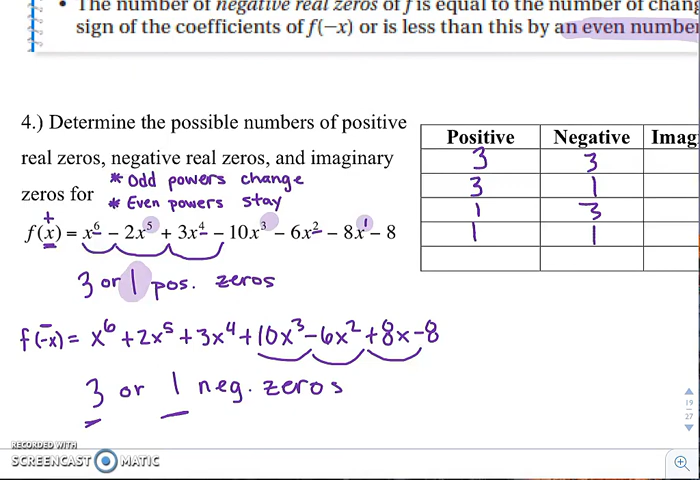 • The number of negative real zeros of f is equal to the number of chang
sign of the coefficients of f(−x) or is less than this by an even number
4.) Determine the possible numbers of positive
real zeros, negative real zeros, and imaginary
zeros for
* Odd powers change
* Even powers stay
+
f(x) = x⁶ − 2x⁵ + 3x⁴ − 10x³ − 6x² − 8x¹ − 8
3 or 1 pos. zeros
f(-x) = x⁶ + 2x⁵ + 3x⁴ + 10x³ − 6x² + 8x − 8
3 or 1 neg. zeros
Positive Negative Imag
3 3
3 1
1 3
1 1
RECORDED WITH
SCREENCAST O MATIC
19
27